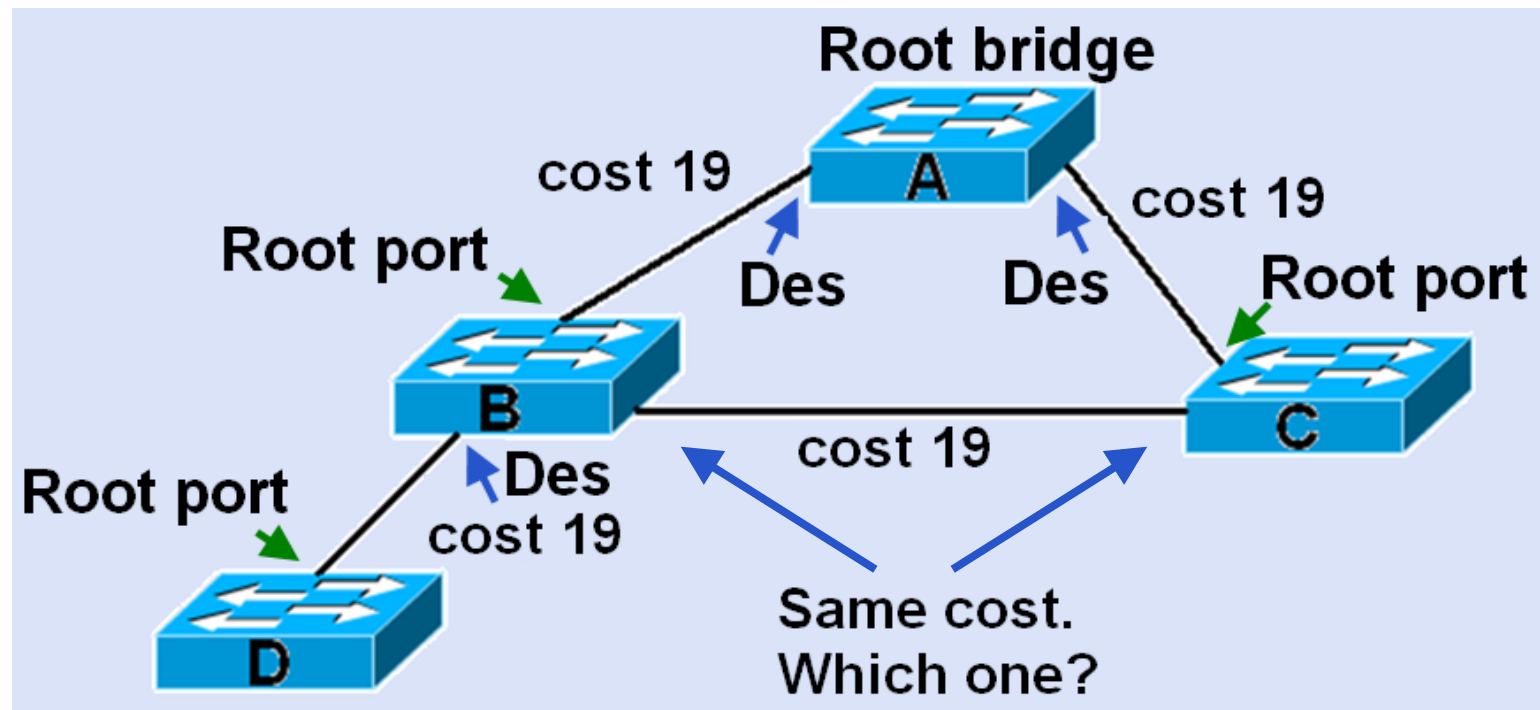 Root bridge
A
cost 19
cost 19
Root port
Des
Des
Root port
B
cost 19
C
Root port
Des
cost 19
D
Same cost.
Which one?